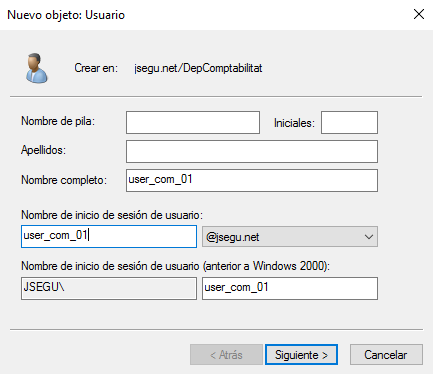 Nuevo objeto: Usuario
Crear en: jsegu.net/DepComptabilitat
Nombre de pila: Iniciales:
Apellidos:
Nombre completo: user_com_01
Nombre de inicio de sesión de usuario:
user_com_01 @jsegu.net
Nombre de inicio de sesión de usuario (anterior a Windows 2000):
JSEGU\ user_com_01
< Atrás Siguiente > Cancelar